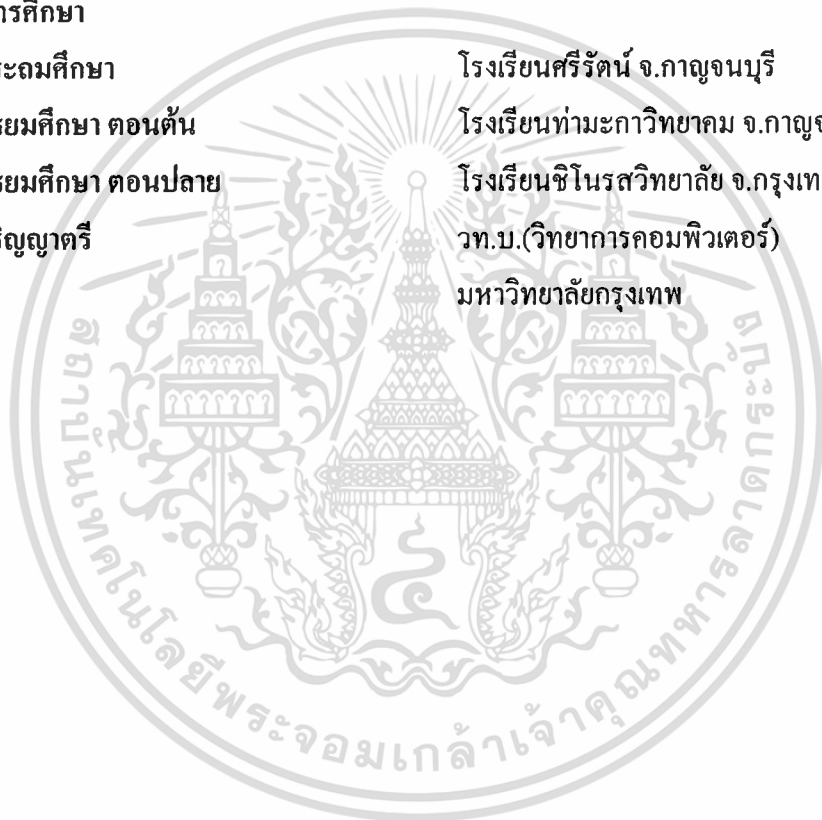 ารศึกษา
ระถมศึกษา โรงเรียนศรีรัตน์ จ.กาญจนบุรี
ธยมศึกษา ตอนต้น โรงเรียนท่ามะกาวิทยาคม จ.กาญจ
ธยมศึกษา ตอนปลาย โรงเรียนชิโนรสวิทยาลัย จ.กรุงเท
ริญญาตรี วท.บ.(วิทยาการคอมพิวเตอร์)
มหาวิทยาลัยกรุงเทพ
สถาบันเทคโนโลยีพระจอมเกล้าเจ้าคุณทหารลาดกระบัง